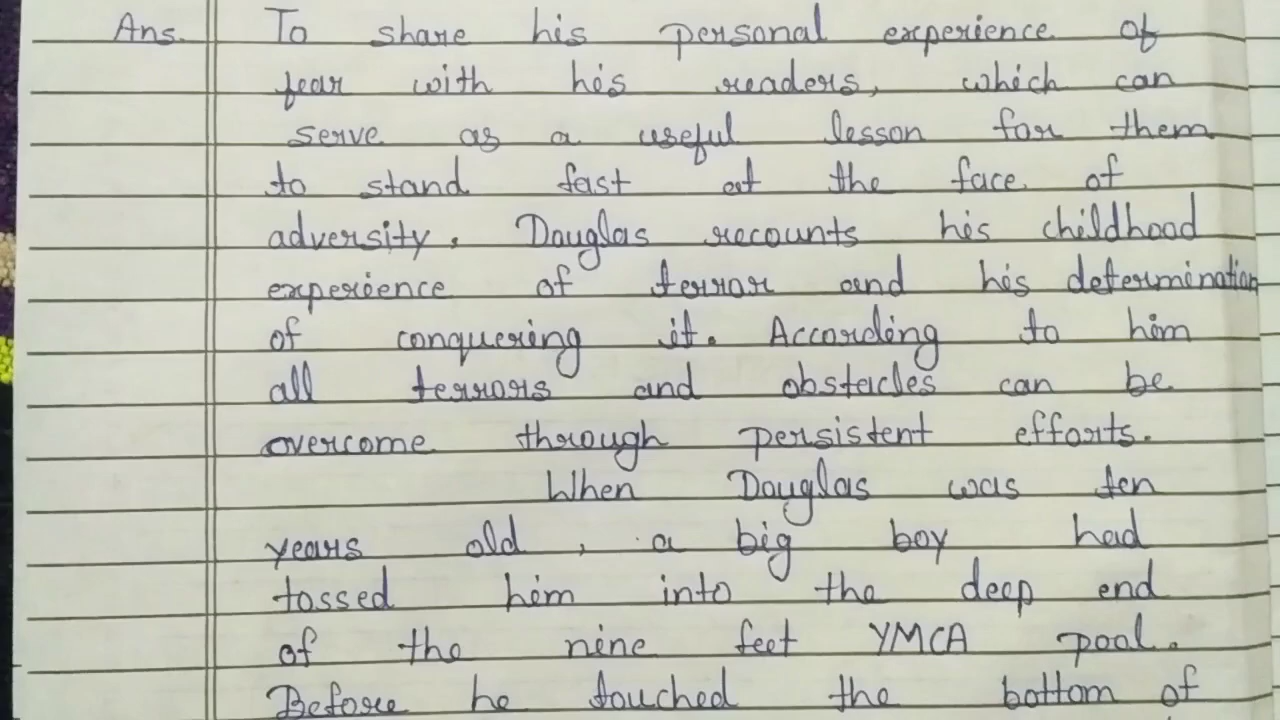 Ans. To share his personal experience of
fear with his readers, which can
serve as a useful lesson for them
to stand fast at the face of
adversity. Douglas recounts his childhood
experience of terror and his determination
of conquering it. According to him
all terrors and obstacles can be
overcome through persistent efforts.
When Douglas was ten
years old, a big boy had
tossed him into the deep end
of the nine feet YMCA pool.
Before he touched the bottom of